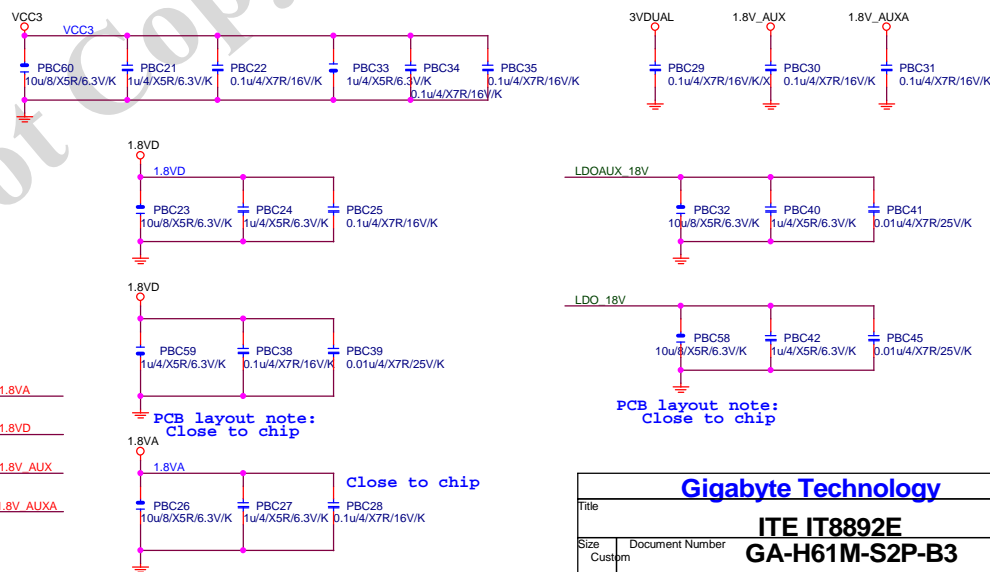 ot Copy
VCC3
VCC3
PBC60
10u/8/X5R/6.3V/K
PBC21
1u/4/X5R/6.3V/K
PBC22
0.1u/4/X7R/16V/K
PBC33
1u/4/X5R/6.3V/K
PBC34
0.1u/4/X7R/16V/K
PBC35
0.1u/4/X7R/16V/K
3VDUAL
PBC29
0.1u/4/X7R/16V/K/X
1.8V_AUX
PBC30
0.1u/4/X7R/16V/K
1.8V_AUXA
PBC31
0.1u/4/X7R/16V/K
1.8VD
1.8VD
PBC23
10u/8/X5R/6.3V/K
PBC24
1u/4/X5R/6.3V/K
PBC25
0.1u/4/X7R/16V/K
LDOAUX_18V
PBC32
10u/8/X5R/6.3V/K
PBC40
1u/4/X5R/6.3V/K
PBC41
0.01u/4/X7R/25V/K
1.8VD
PBC59
1u/4/X5R/6.3V/K
PBC38
0.1u/4/X7R/16V/K
PBC39
0.01u/4/X7R/25V/K
PCB layout note:
Close to chip
LDO_18V
PBC58
10u/8/X5R/6.3V/K
PBC42
1u/4/X5R/6.3V/K
PBC45
0.01u/4/X7R/25V/K
PCB layout note:
Close to chip
1.8VA
1.8VD
1.8V_AUX
1.8V_AUXA
1.8VA
1.8VA
PBC26
10u/8/X5R/6.3V/K
PBC27
1u/4/X5R/6.3V/K
PBC28
0.1u/4/X7R/16V/K
Close to chip
Gigabyte Technology
Title
ITE IT8892E
Size
Custom
Document Number
GA-H61M-S2P-B3